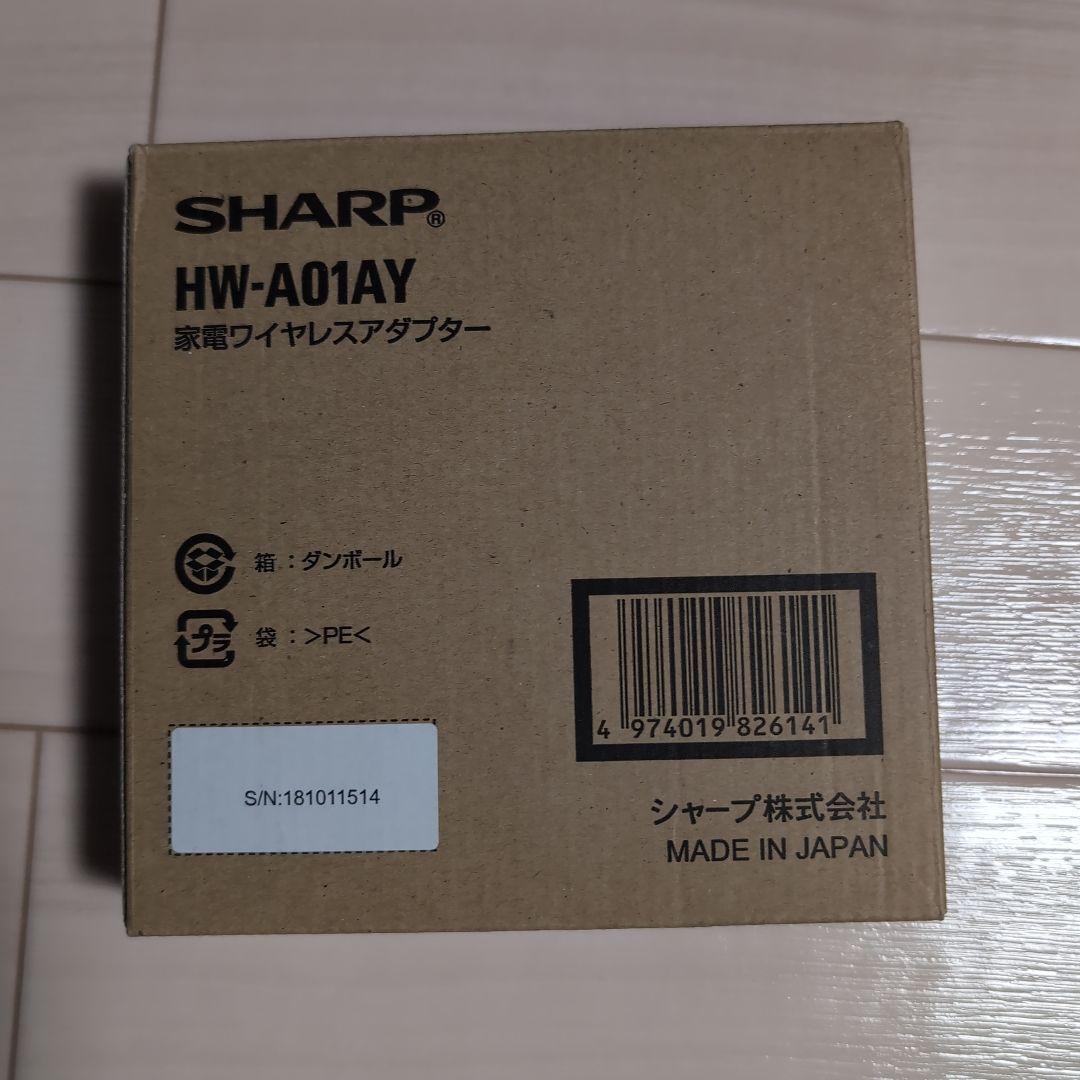 SHARP®
HW-A01AY
家電ワイヤレスアダプター
箱：ダンボール
プラ 袋：>PE<
4 974019 826141
S/N:181011514
シャープ株式会社
MADE IN JAPAN